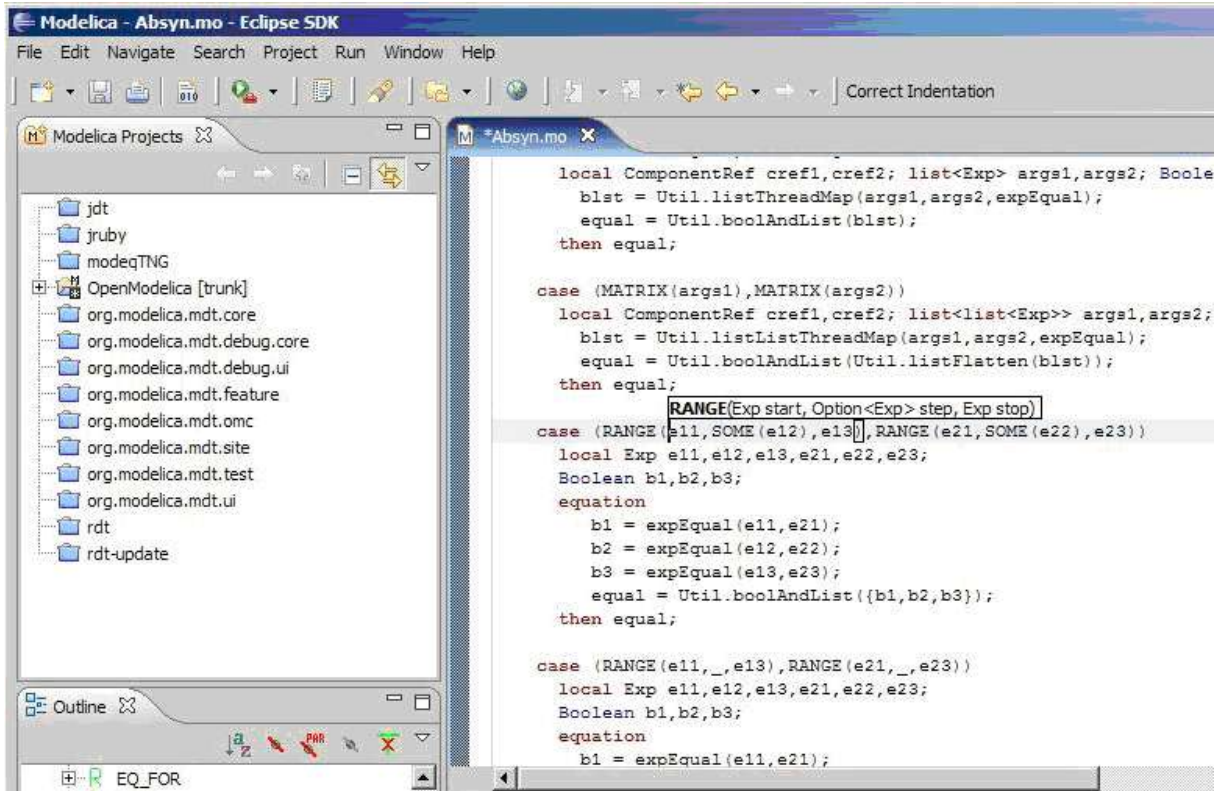 Modelica - Absyn.mo - Eclipse SDK
File Edit Navigate Search Project Run Window Help
010
Correct Indentation
Modelica Projects
jdt
jruby
modeqTNG
OpenModelica [trunk]
org.modelica.mdt.core
org.modelica.mdt.debug.core
org.modelica.mdt.debug.ui
org.modelica.mdt.feature
org.modelica.mdt.omc
org.modelica.mdt.site
org.modelica.mdt.test
org.modelica.mdt.ui
rdt
rdt-update
Outline
EQ_FOR
*Absyn.mo
local ComponentRef cref1,cref2; list<Exp> args1,args2; Boole
blst = Util.listThreadMap(args1,args2,expEqual);
equal = Util.boolAndList(blst);
then equal;
case (MATRIX(args1),MATRIX(args2))
local ComponentRef cref1,cref2; list<list<Exp>> args1,args2;
blst = Util.listListThreadMap(args1,args2,expEqual);
equal = Util.boolAndList(Util.listFlatten(blst));
then equal;
RANGE(Exp start, Option<Exp> step, Exp stop)
case (RANGE(e11,SOME(e12),e13),RANGE(e21,SOME(e22),e23))
local Exp e11,e12,e13,e21,e22,e23;
Boolean b1,b2,b3;
equation
b1 = expEqual(e11,e21);
b2 = expEqual(e12,e22);
b3 = expEqual(e13,e23);
equal = Util.boolAndList({b1,b2,b3});
then equal;
case (RANGE(e11,_,e13),RANGE(e21,_,e23))
local Exp e11,e12,e13,e21,e22,e23;
Boolean b1,b2,b3;
equation
b1 = expEqual(e11,e21);